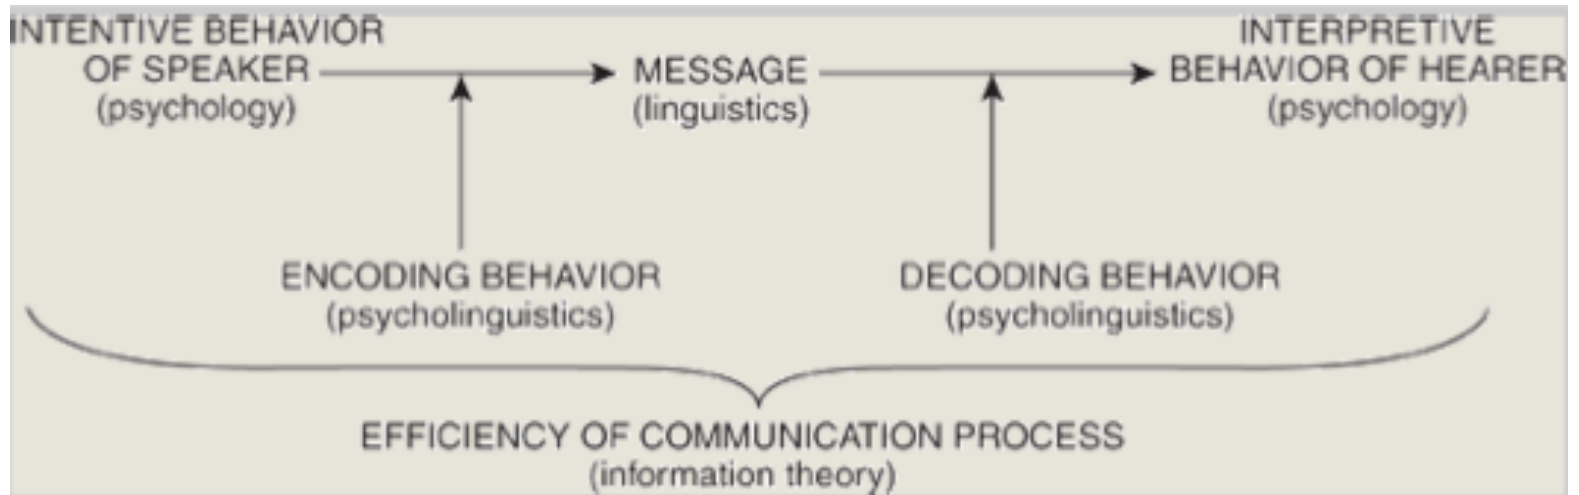 INTENTIVE BEHAVIOR
OF SPEAKER
(psychology)
MESSAGE
(linguistics)
INTERPRETIVE
BEHAVIOR OF HEARER
(psychology)
ENCODING BEHAVIOR
(psycholinguistics)
DECODING BEHAVIOR
(psycholinguistics)
EFFICIENCY OF COMMUNICATION PROCESS
(information theory)